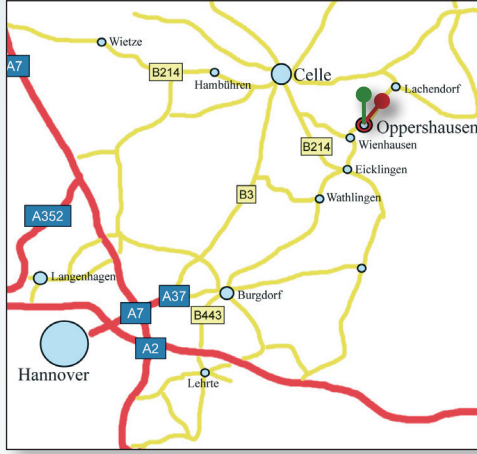 Wietze
A7
B214
Celle
Hambühren
Lachendorf
Oppershausen
B214
Wienhausen
Eicklingen
B3
Wathlingen
A352
Langenhagen
A37
Burgdorf
A7
B443
A2
Hannover
Lehrte